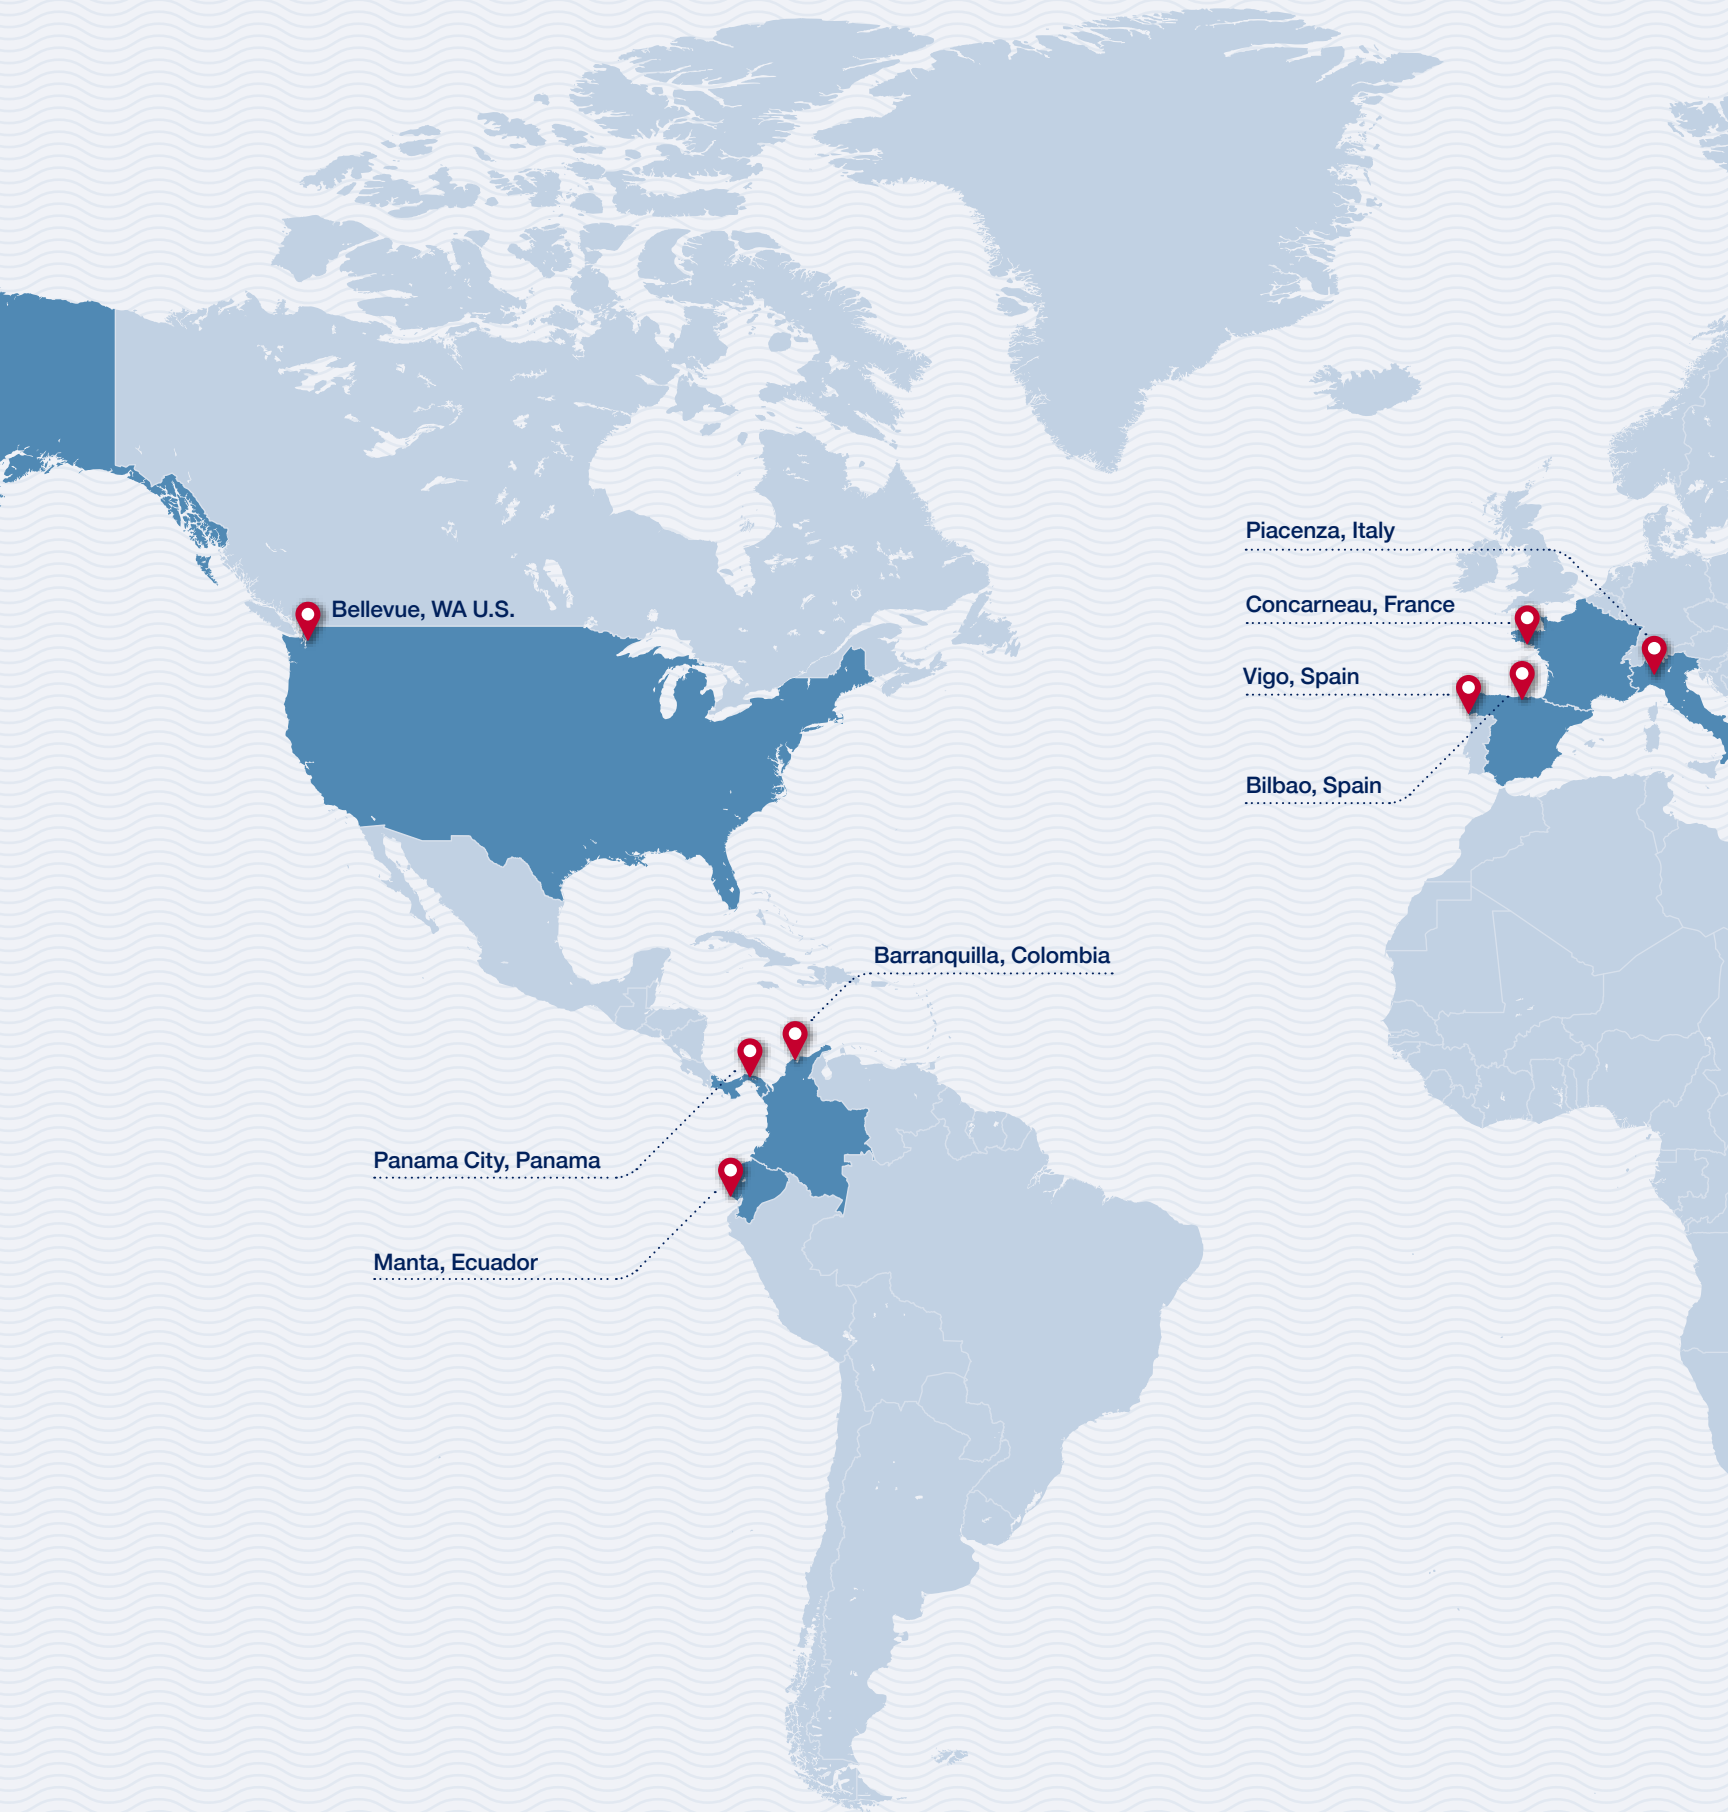 Piacenza, Italy
Concarneau, France
Bellevue, WA U.S.
Vigo, Spain
Bilbao, Spain
Barranquilla, Colombia
Panama City, Panama
Manta, Ecuador